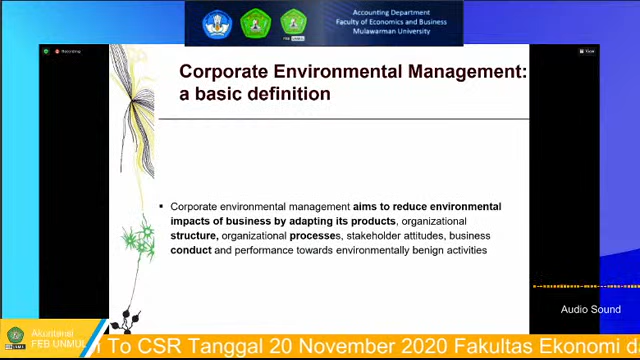 Accounting Department
Faculty of Economics and Business
Mulawarman University
Recording
View
Corporate Environmental Management:
a basic definition
▪ Corporate environmental management aims to reduce environmental
impacts of business by adapting its products, organizational
structure, organizational processes, stakeholder attitudes, business
conduct and performance towards environmentally benign activities
Audio Sound
Akuntansi
FEB UNMUL
r To CSR Tanggal 20 November 2020 Fakultas Ekonomi d